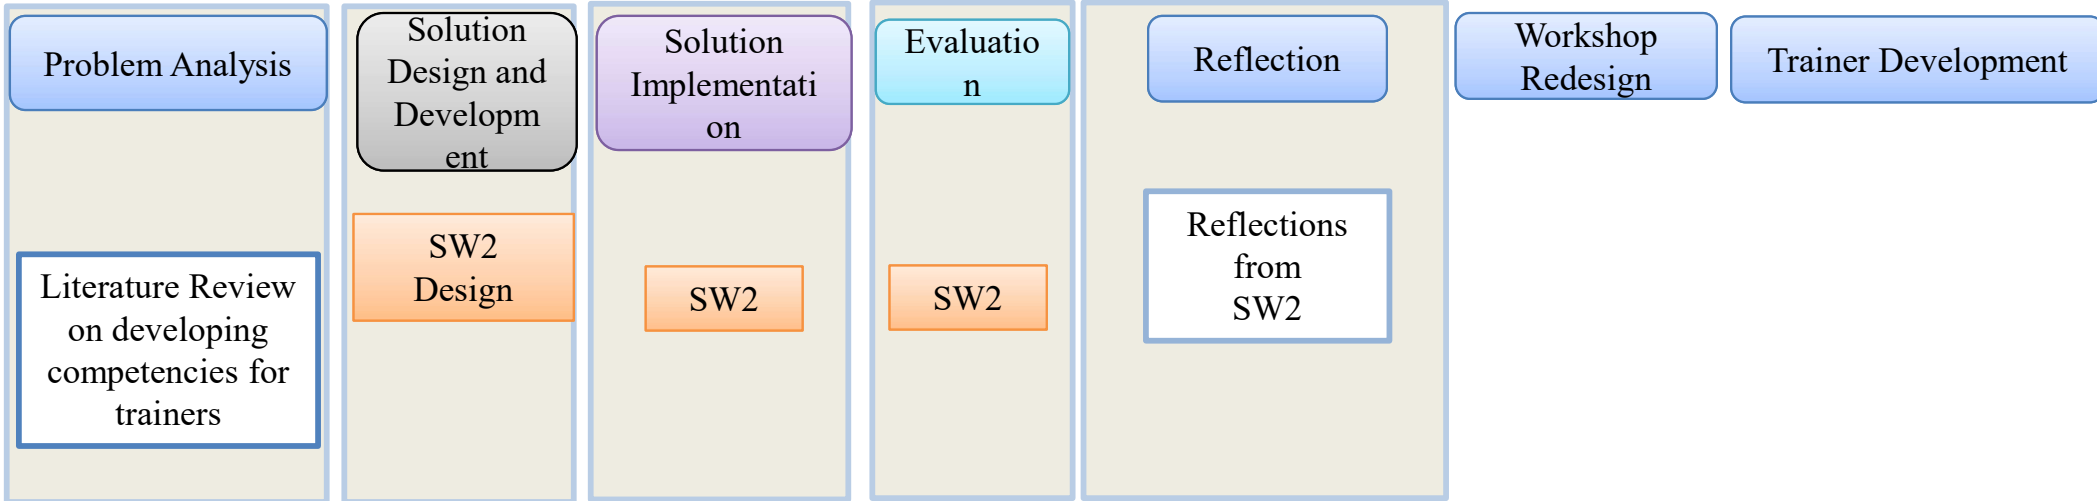 Problem Analysis
Solution
Design and
Developm
ent
Solution
Implementati
on
Evaluatio
n
Reflection
Workshop
Redesign
Trainer Development
Literature Review
on developing
competencies for
trainers
SW2
Design
SW2
SW2
Reflections
from
SW2